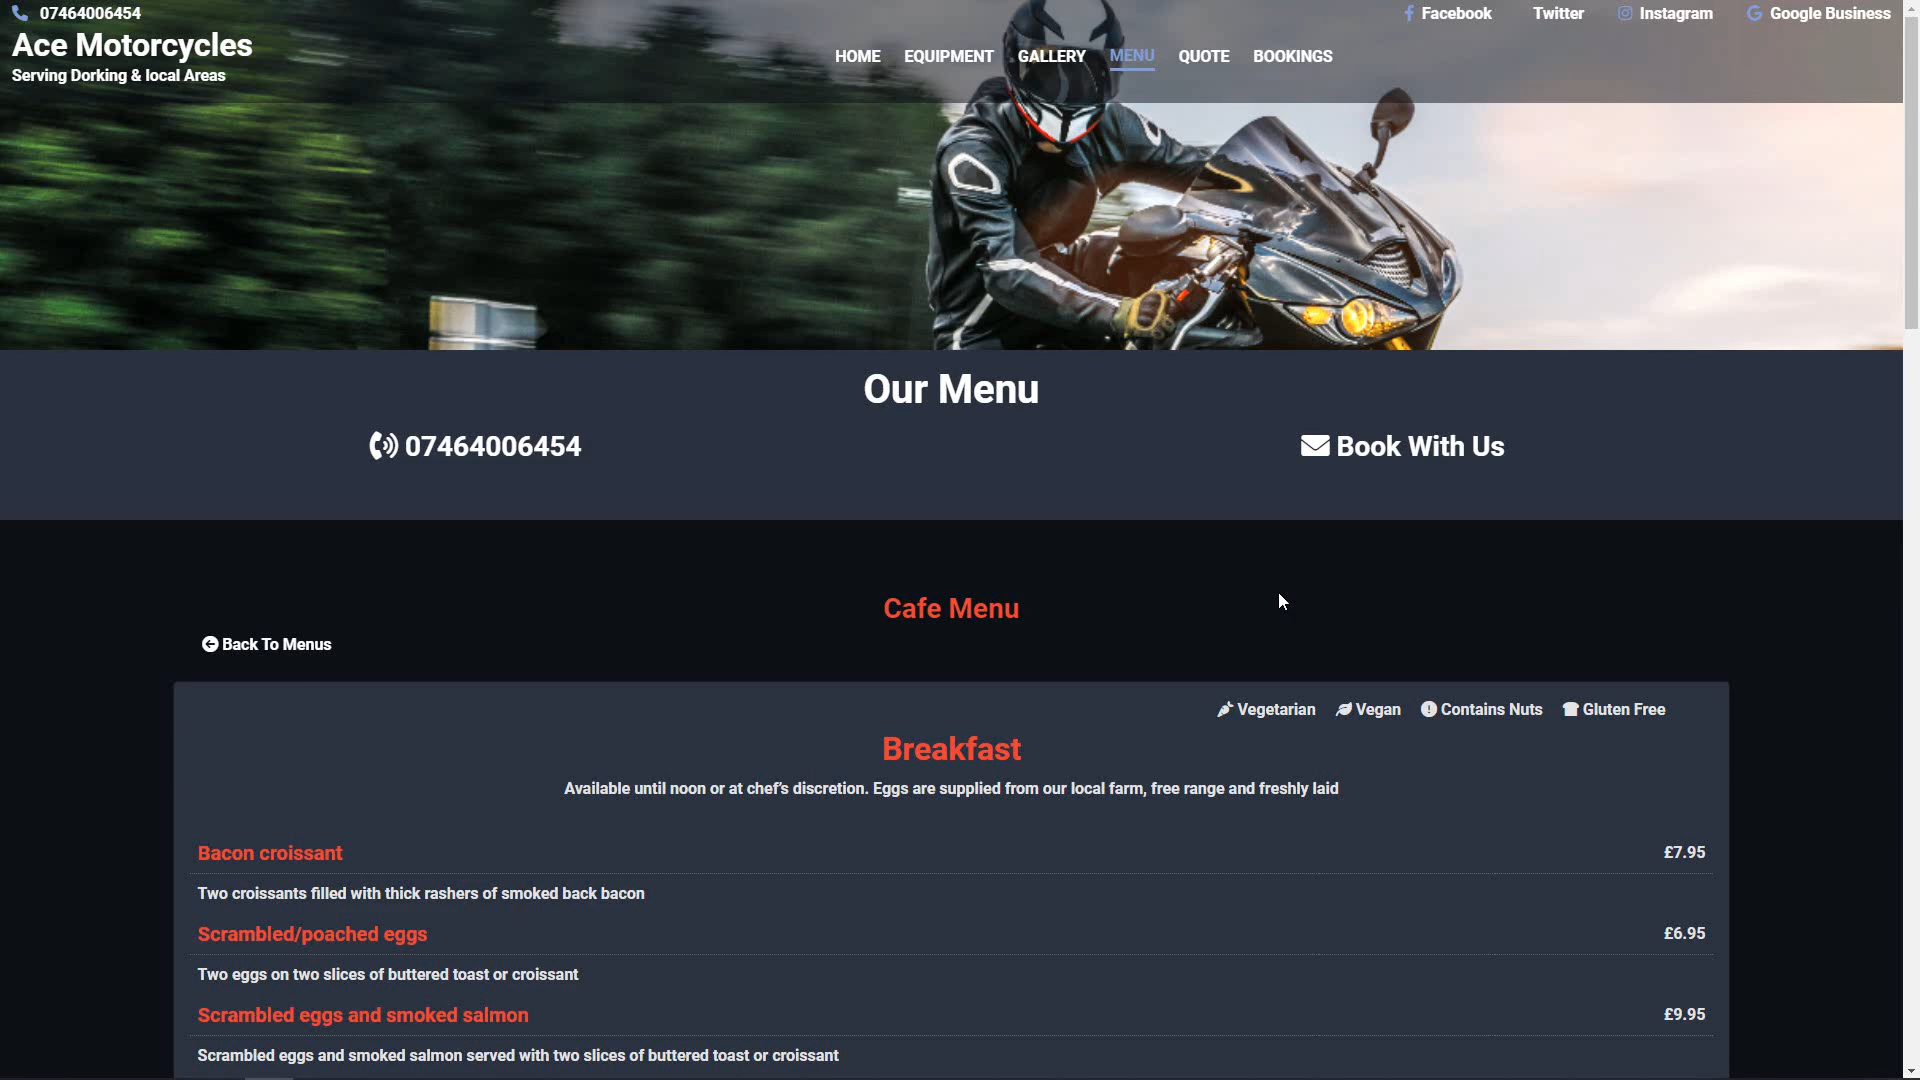 07464006454
Facebook Twitter Instagram Google Business
Ace Motorcycles
Serving Dorking & local Areas
HOME EQUIPMENT GALLERY MENU QUOTE BOOKINGS
Our Menu
07464006454 Book With Us
Cafe Menu
Back To Menus
Vegetarian Vegan Contains Nuts Gluten Free
Breakfast
Available until noon or at chef's discretion. Eggs are supplied from our local farm, free range and freshly laid
Bacon croissant £7.95
Two croissants filled with thick rashers of smoked back bacon
Scrambled/poached eggs £6.95
Two eggs on two slices of buttered toast or croissant
Scrambled eggs and smoked salmon £9.95
Scrambled eggs and smoked salmon served with two slices of buttered toast or croissant